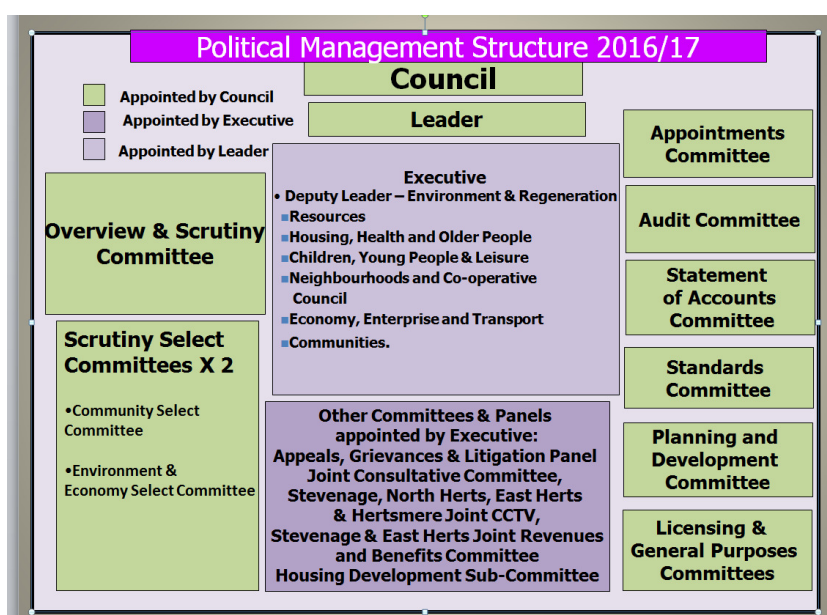 Political Management Structure 2016/17
Council
Leader
Appointed by Council
Appointed by Executive
Appointed by Leader
Overview & Scrutiny
Committee
Scrutiny Select
Committees X 2
•Community Select
Committee
•Environment &
Economy Select Committee
Executive
• Deputy Leader – Environment & Regeneration
Resources
Housing, Health and Older People
Children, Young People & Leisure
Neighbourhoods and Co-operative
Council
Economy, Enterprise and Transport
Communities.
Other Committees & Panels
appointed by Executive:
Appeals, Grievances & Litigation Panel
Joint Consultative Committee,
Stevenage, North Herts, East Herts
& Hertsmere Joint CCTV,
Stevenage & East Herts Joint Revenues
and Benefits Committee
Housing Development Sub-Committee
Appointments
Committee
Audit Committee
Statement
of Accounts
Committee
Standards
Committee
Planning and
Development
Committee
Licensing &
General Purposes
Committees